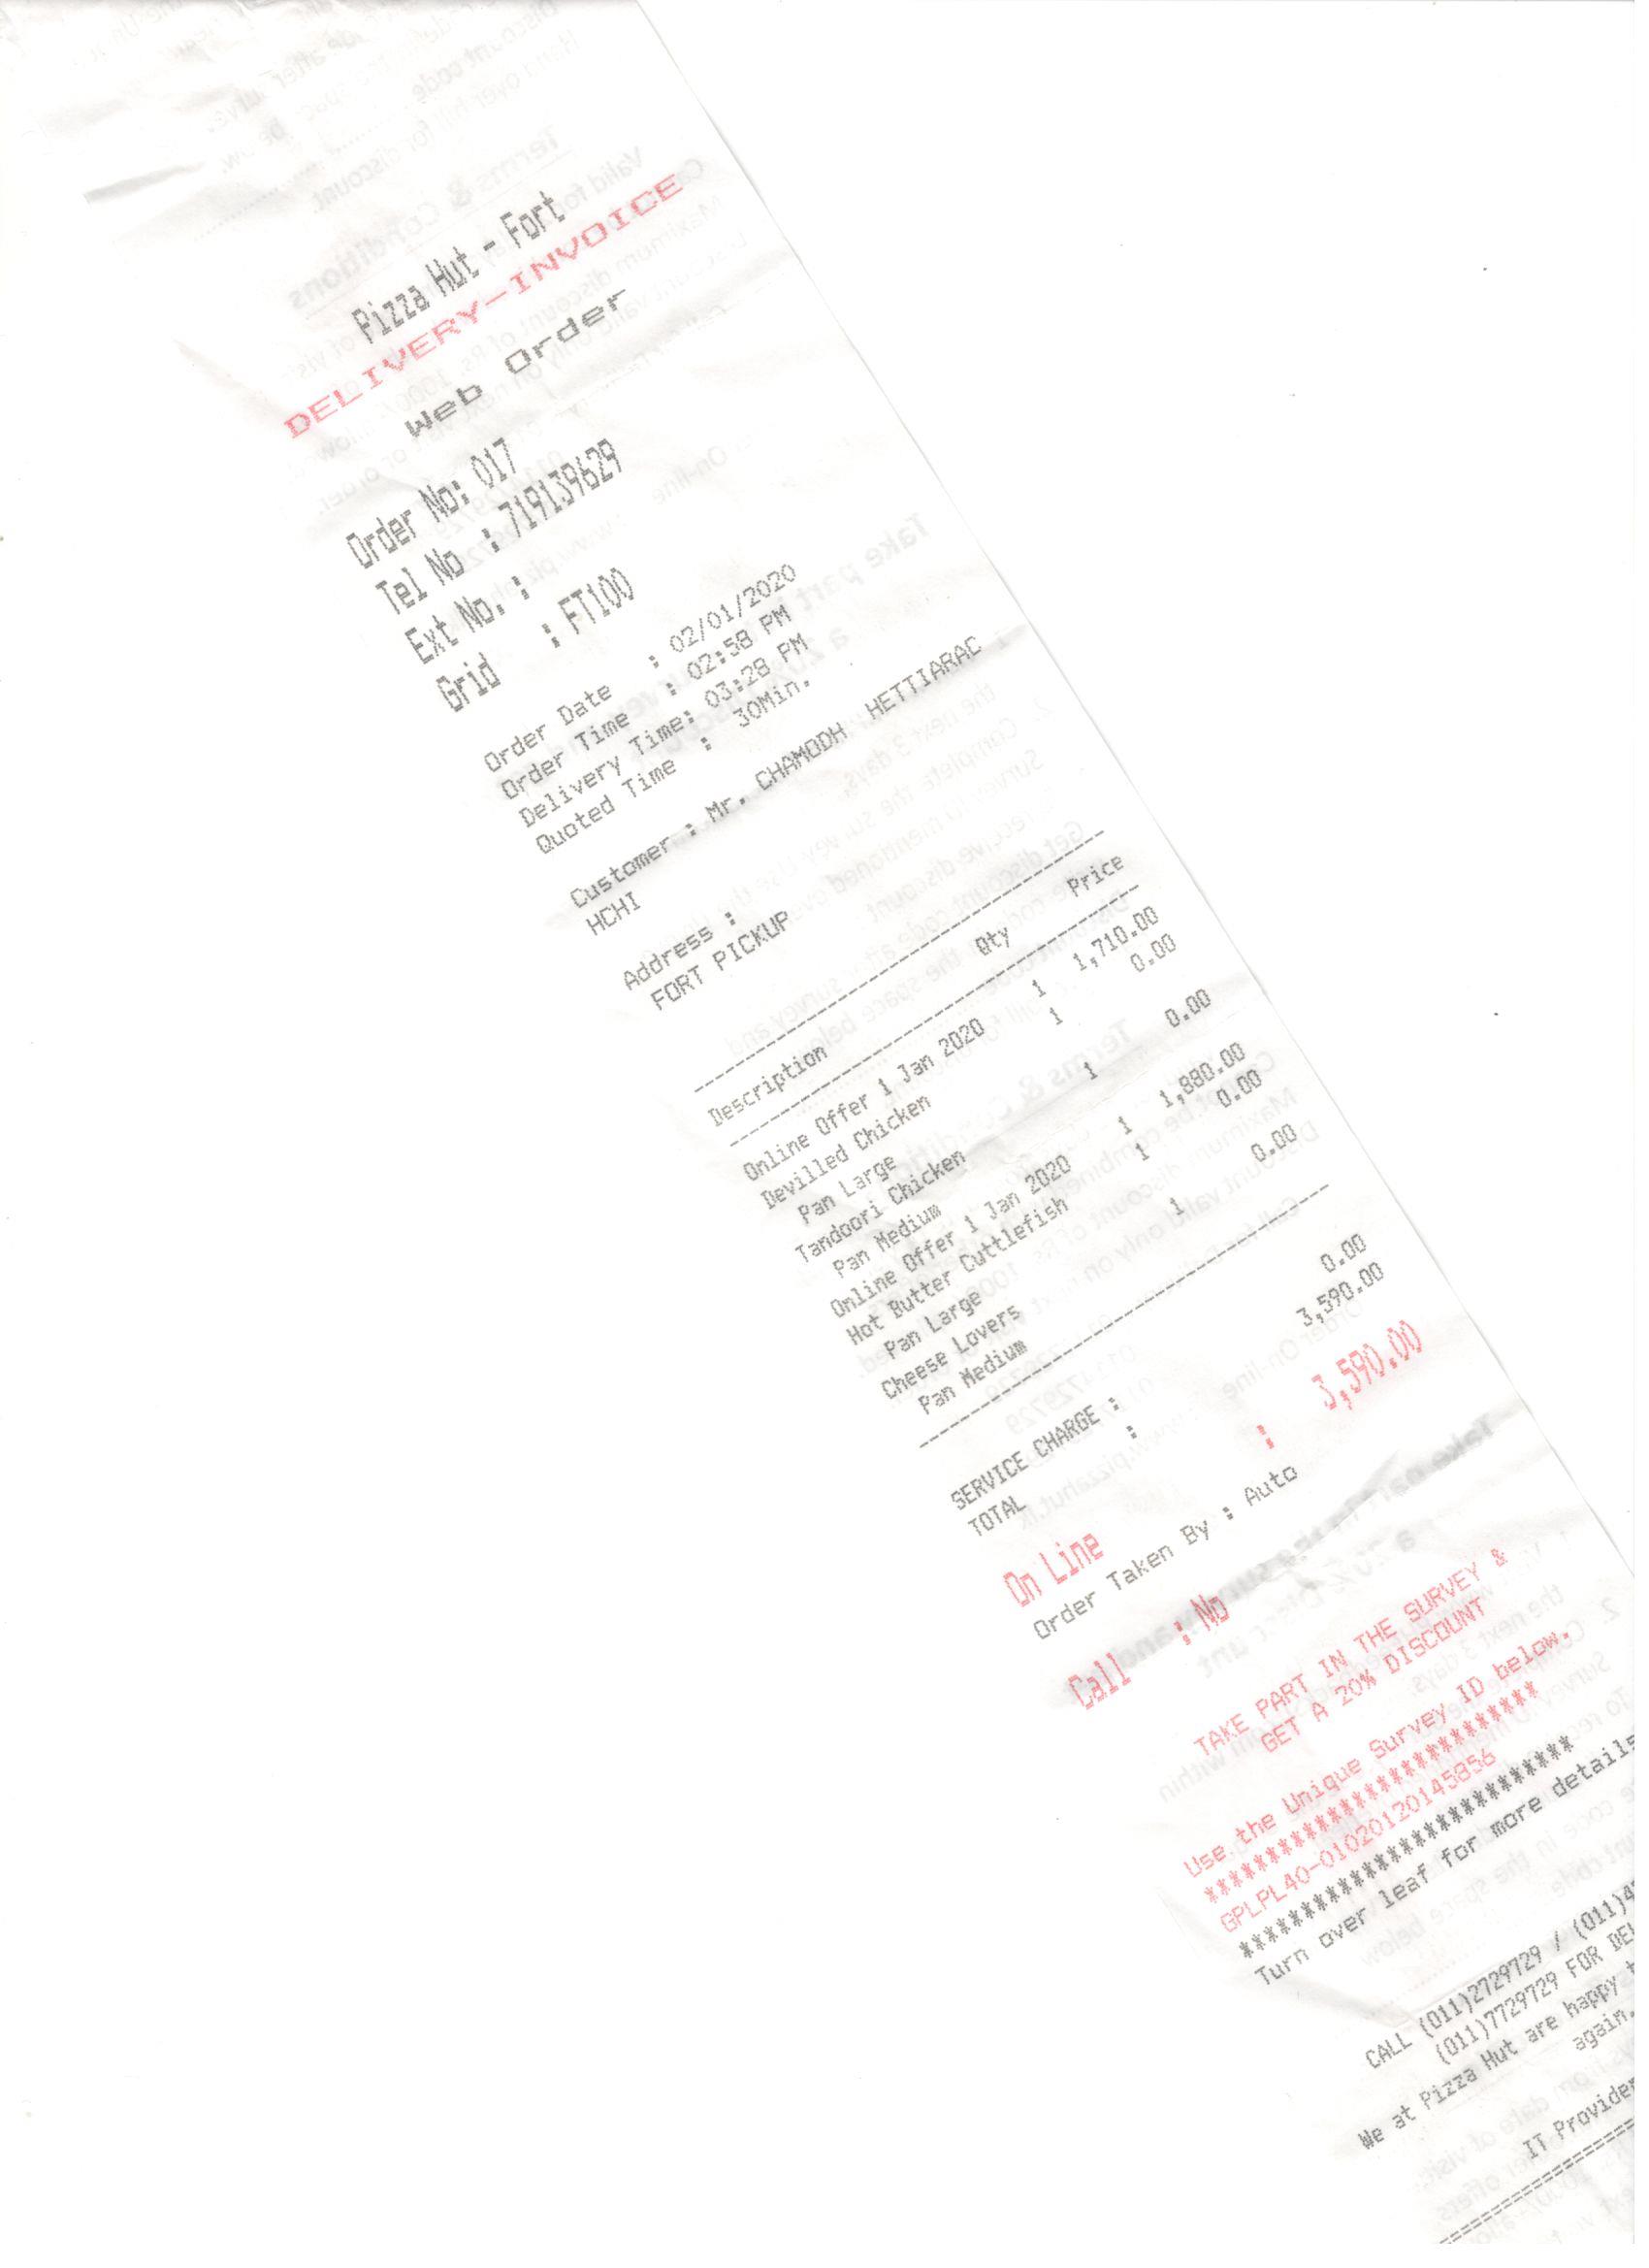 Pizza Hut - Fort
DELIVERY-INVOICE
Web Order
Order No: 017
Tel No : 719139629
Ext No. :
Grid : FT100
Order Date : 02/01/2020
Order Time : 02:58 PM
Delivery Time: 03:28 PM
Quoted Time : 30Min.
Customer : Mr. CHAMODH HETTIARAC
HCHI
Address :
FORT PICKUP
Description Qty Price
Online Offer 1 Jan 2020 1 1,710.00
Devilled Chicken 1 0.00
Pan Large
Tandoori Chicken 1 0.00
Pan Medium
Online Offer 1 Jan 2020 1 1,880.00
Hot Butter Cuttlefish 1 0.00
Pan Large
Cheese Lovers 1 0.00
Pan Medium
SERVICE CHARGE : 0.00
TOTAL : 3,590.00
On Line : 3,590.00
Order Taken By : Auto
Call : No
TAKE PART IN THE SURVEY &
GET A 20% DISCOUNT
Use the Unique Survey ID below.
******************************
GPLPL40-01020120145856
******************************
Turn over leaf for more details
CALL (011)2729729 / (011)4
(011)7729729 FOR DEL
We at Pizza Hut are happy t
again.
IT Provider